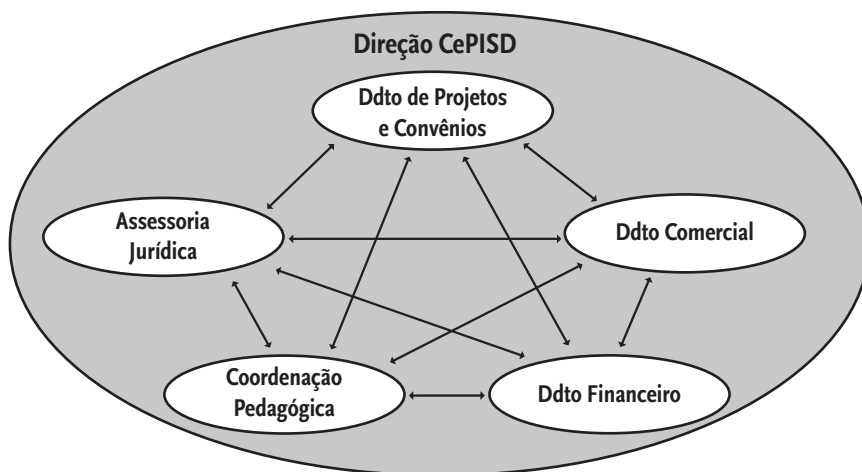 Direção CePISD
Ddto de Projetos
e Convênios
Assessoria
Jurídica
Ddto Comercial
Coordenação
Pedagógica
Ddto Financeiro